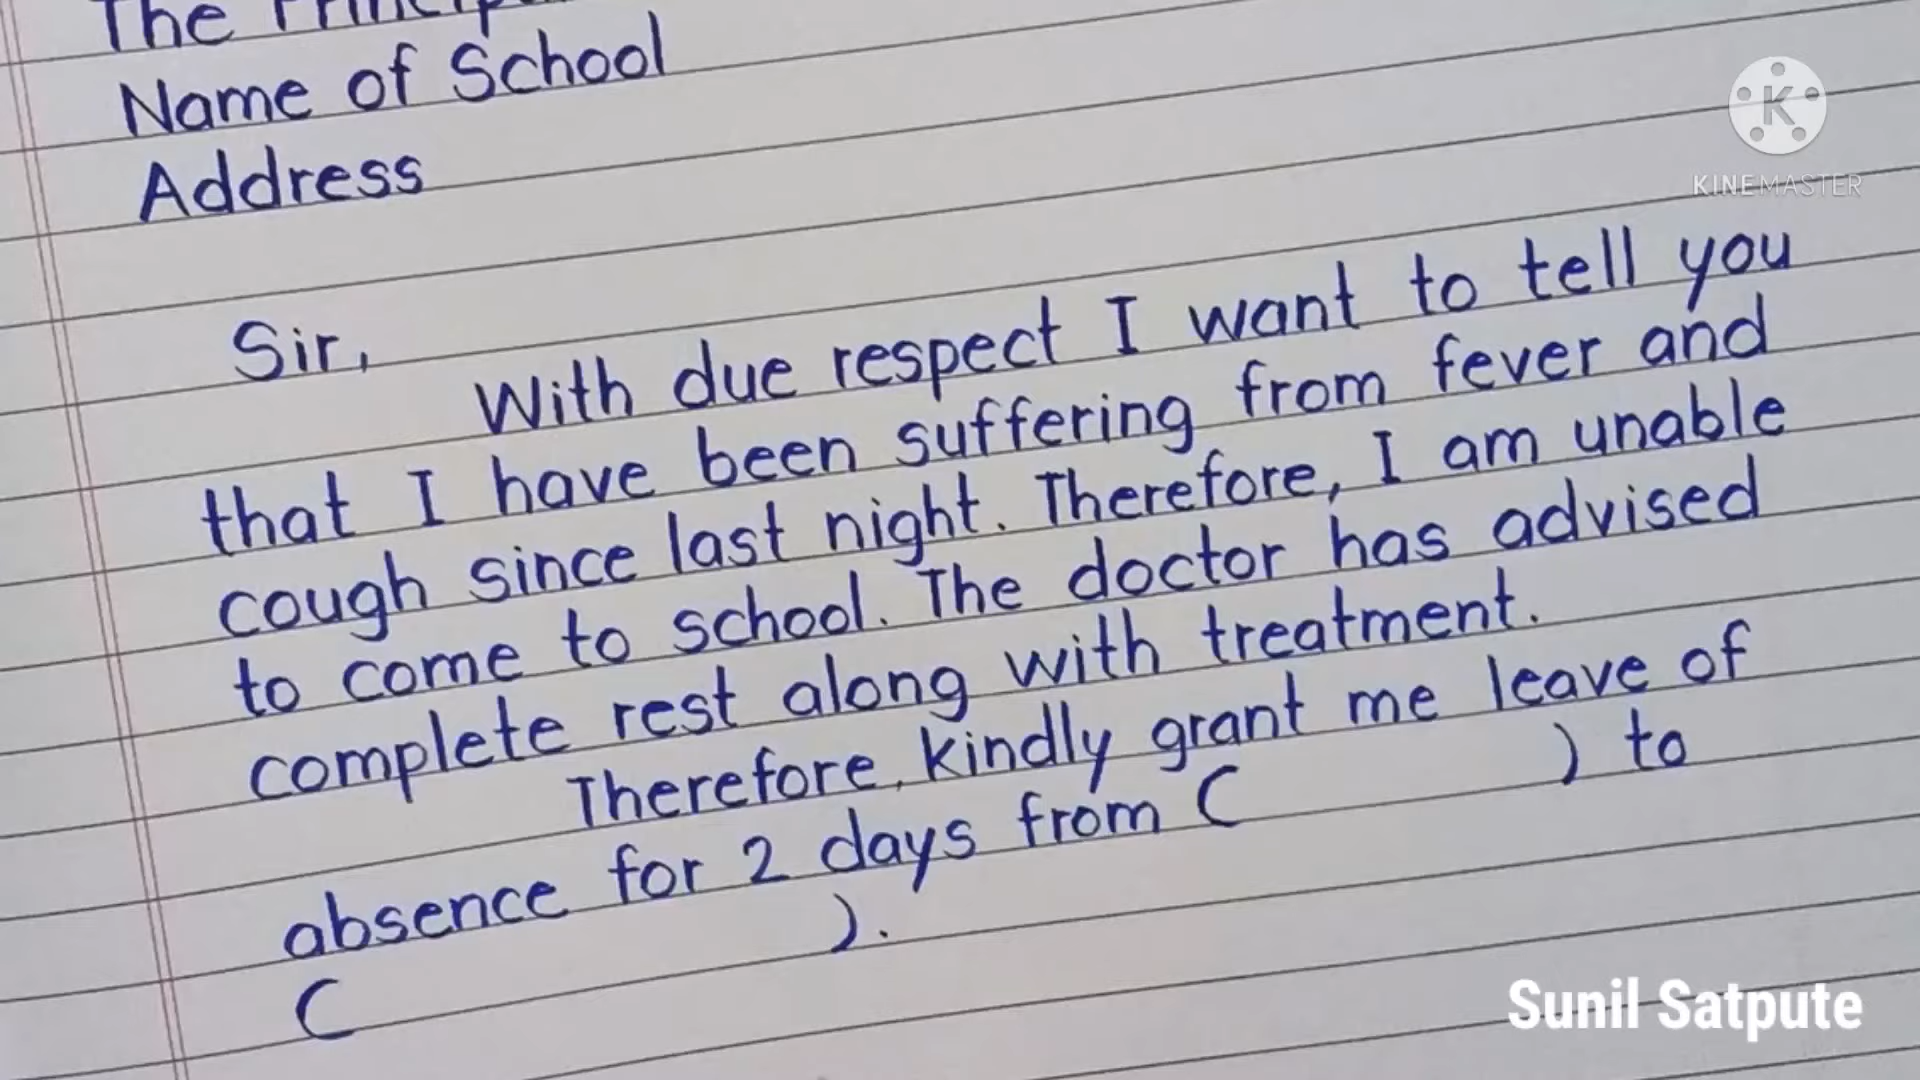 The Princip
Name of School
Address
KINEMASTER
Sir,
With due respect I want to tell you
that I have been suffering from fever and
cough since last night. Therefore, I am unable
to come to school. The doctor has advised
complete rest along with treatment.
Therefore, kindly grant me leave of
absence for 2 days from ( ) to
( ).
Sunil Satpute